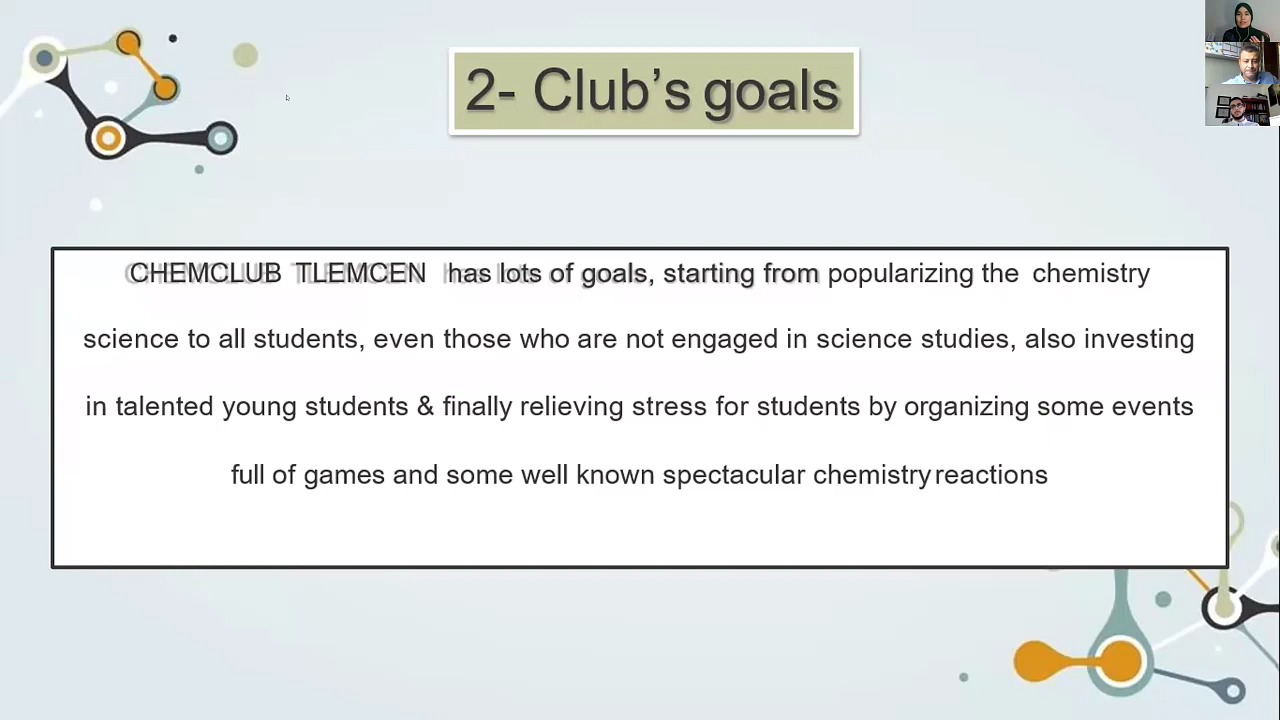 2- Club’s goals
CHEMCLUB TLEMCEN has lots of goals, starting from popularizing the chemistry
science to all students, even those who are not engaged in science studies, also investing
in talented young students & finally relieving stress for students by organizing some events
full of games and some well known spectacular chemistry reactions